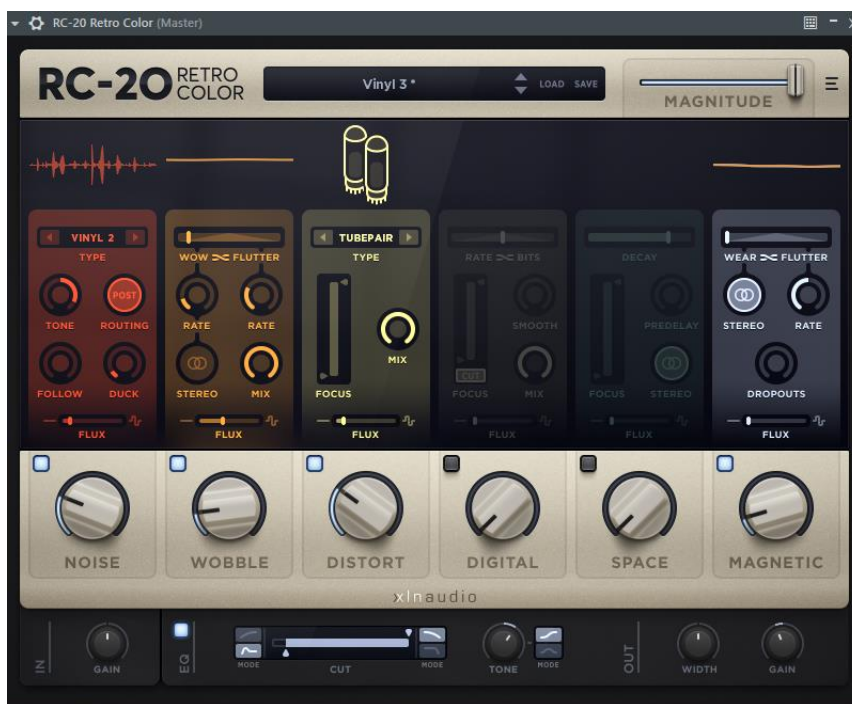 RC-20 Retro Color (Master)
RC-20 RETRO COLOR
Vinyl 3 *
LOAD SAVE
MAGNITUDE
VINYL 2
TYPE
TONE ROUTING
POST
FOLLOW DUCK
FLUX
WOW FLUTTER
RATE RATE
STEREO MIX
FLUX
TUBEPAIR
TYPE
MIX
FOCUS
FLUX
RATE BITS
SMOOTH
CUT
FOCUS MIX
FLUX
DECAY
PREDELAY
FOCUS STEREO
FLUX
WEAR FLUTTER
STEREO RATE
DROPOUTS
FLUX
NOISE WOBBLE DISTORT DIGITAL SPACE MAGNETIC
xlnaudio
IN
GAIN
EQ
MODE CUT MODE
TONE MODE
OUT
WIDTH GAIN